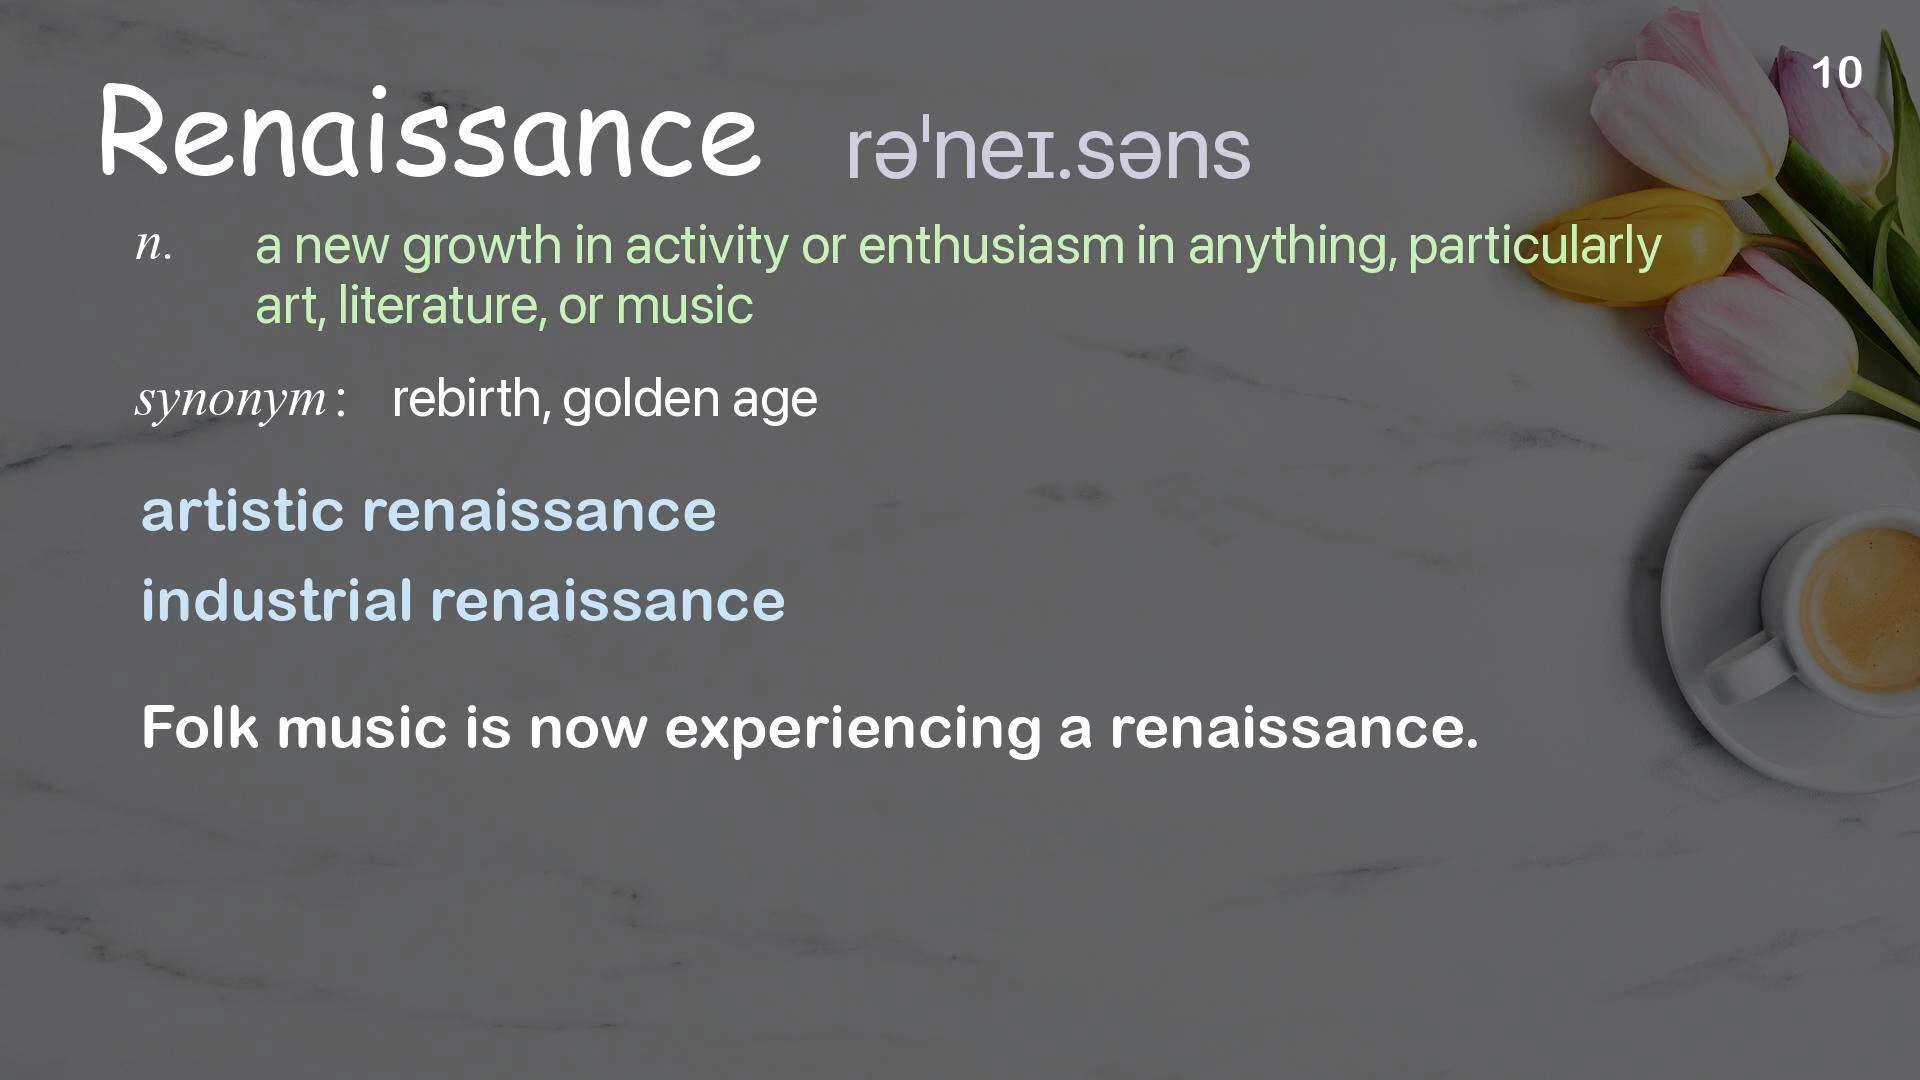 10
Renaissance rəˈneɪ.səns
n. a new growth in activity or enthusiasm in anything, particularly
art, literature, or music
synonym: rebirth, golden age
artistic renaissance
industrial renaissance
Folk music is now experiencing a renaissance.